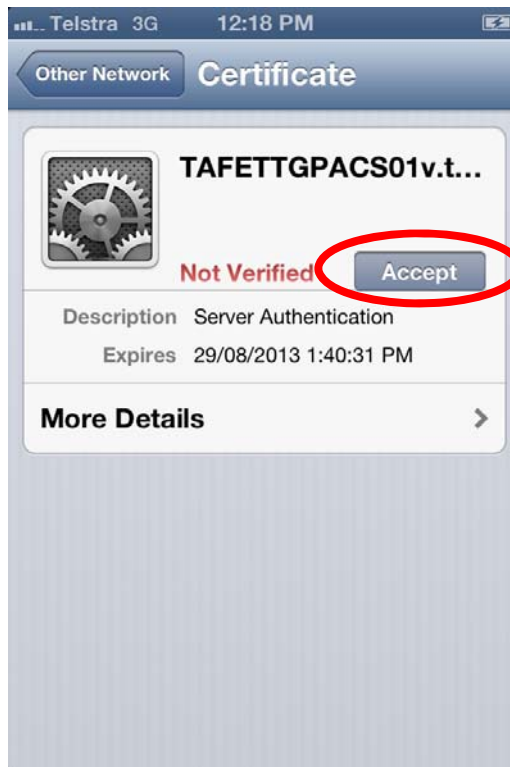 Telstra 3G 12:18 PM
Other Network Certificate
TAFETTGPACS01v.t...
Not Verified Accept
Description Server Authentication
Expires 29/08/2013 1:40:31 PM
More Details